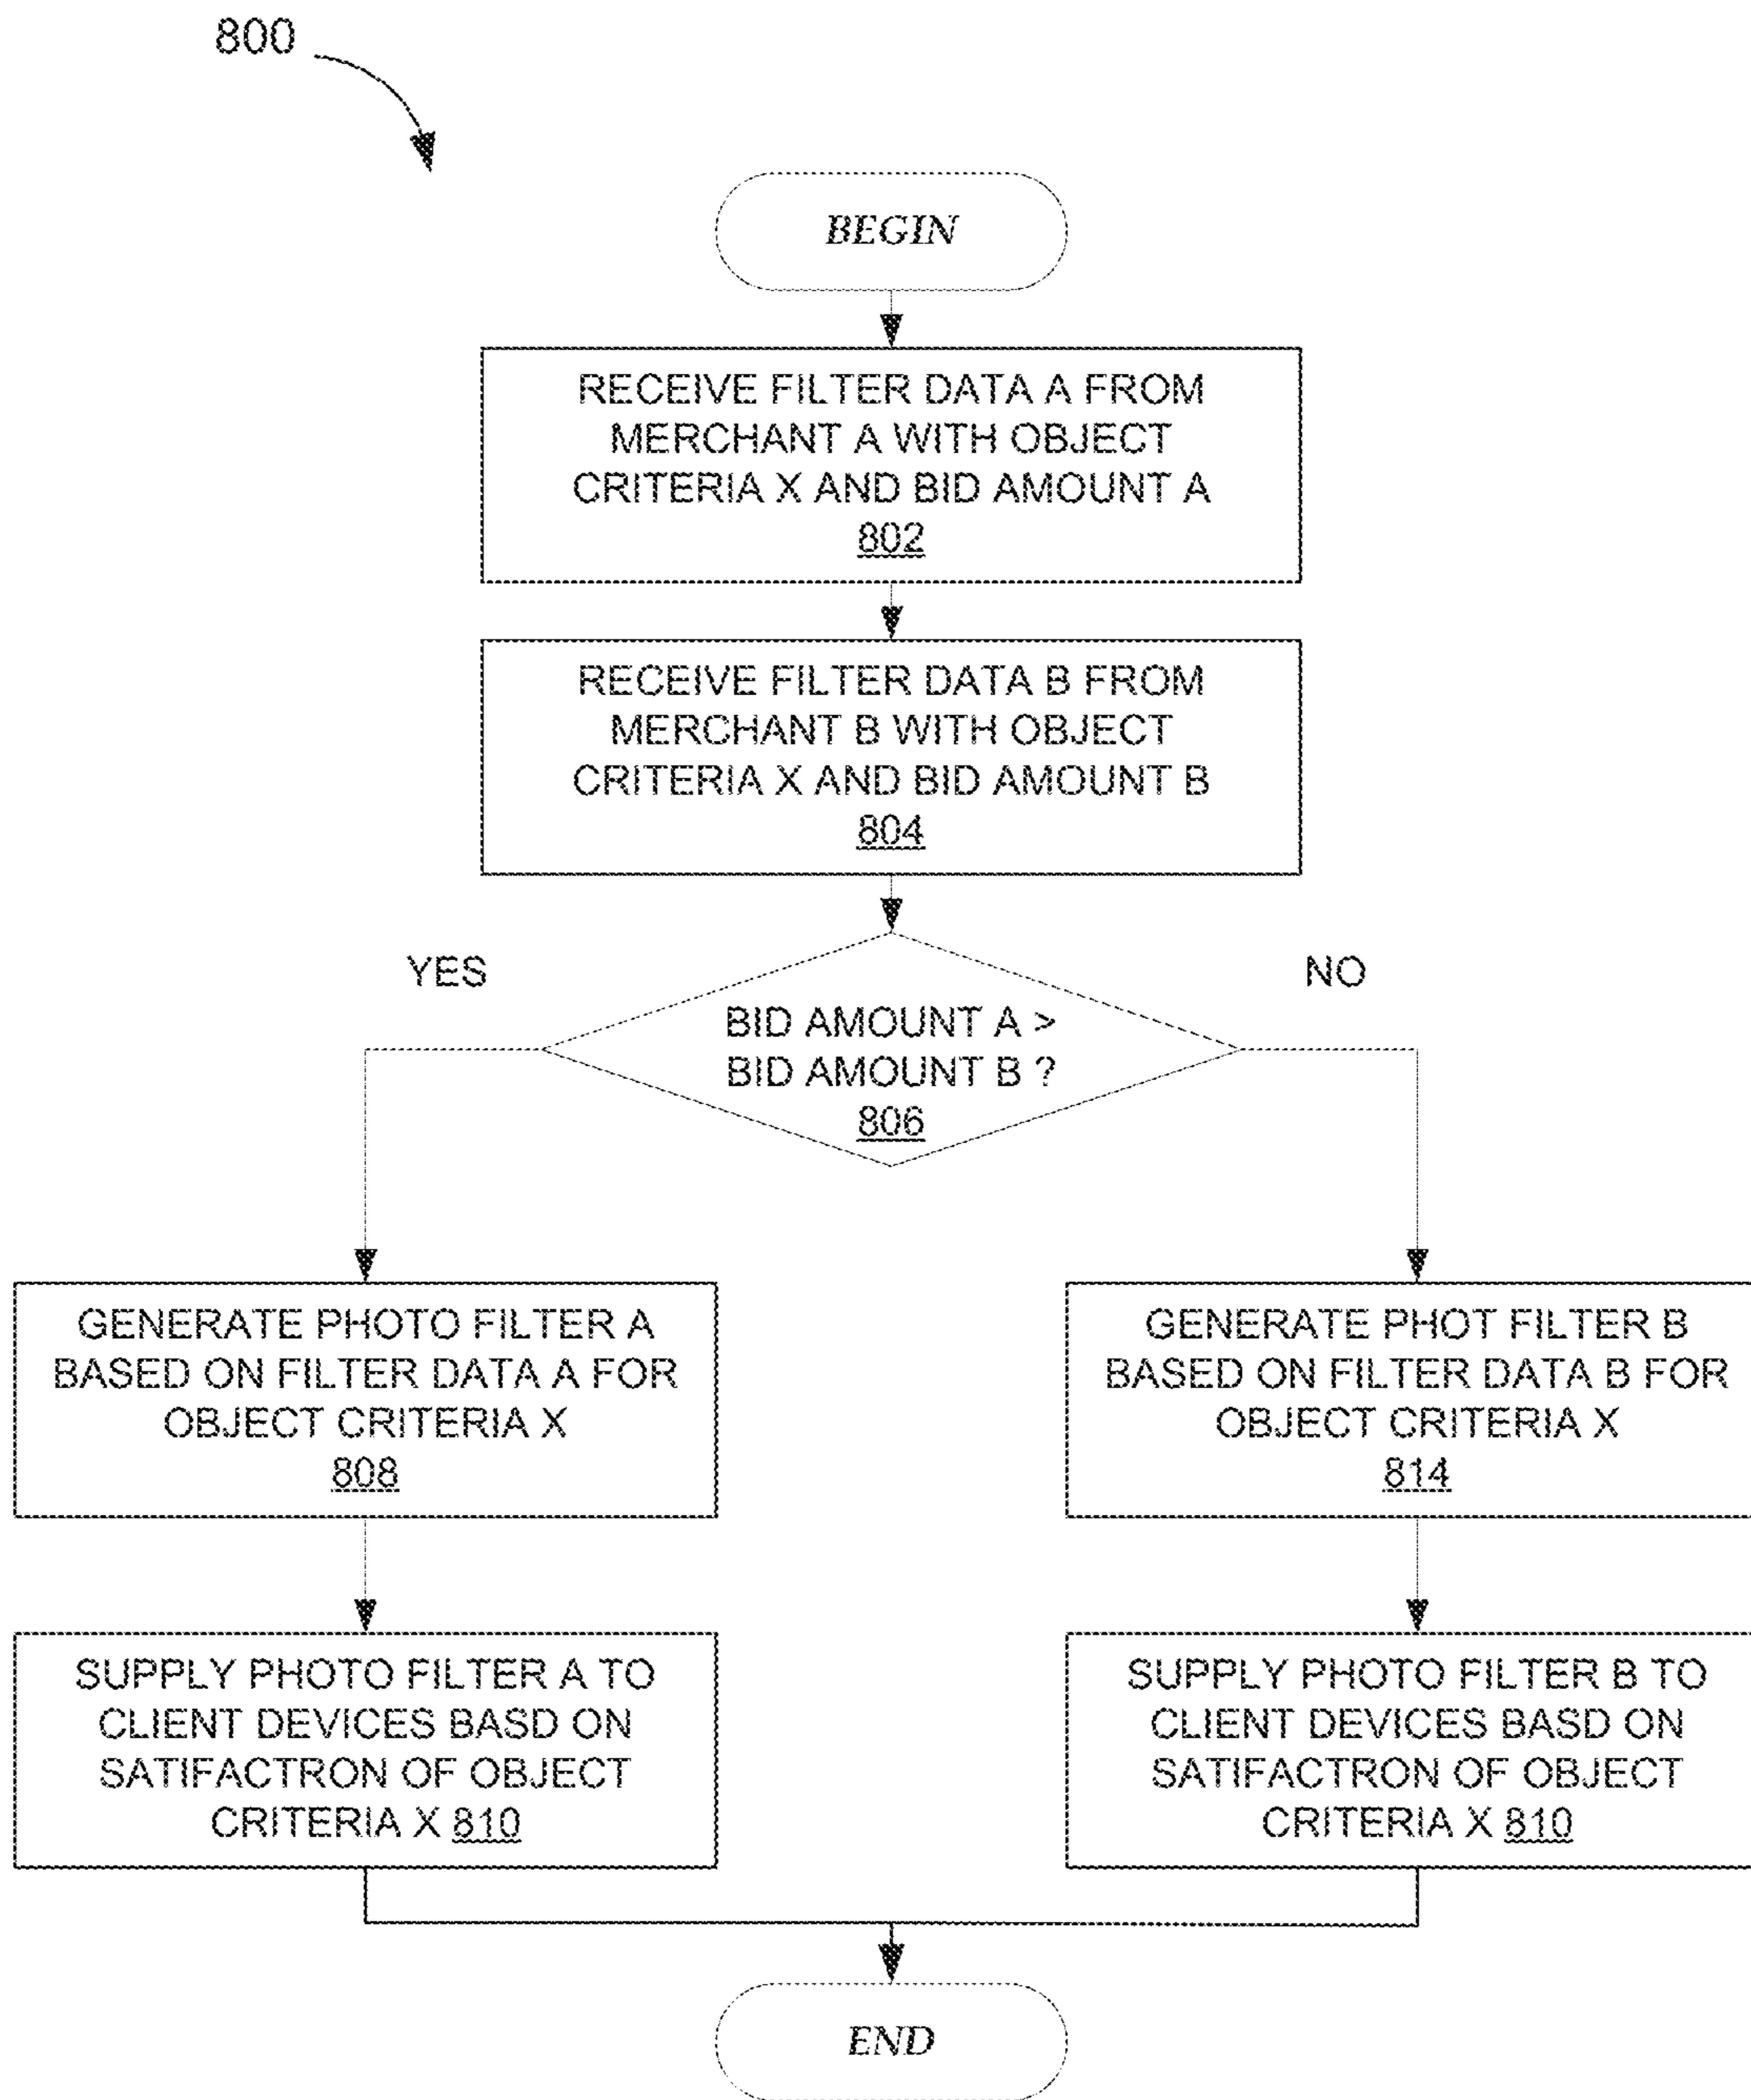 800
BEGIN
RECEIVE FILTER DATA A FROM
MERCHANT A WITH OBJECT
CRITERIA X AND BID AMOUNT A
802
RECEIVE FILTER DATA B FROM
MERCHANT B WITH OBJECT
CRITERIA X AND BID AMOUNT B
804
YES
NO
BID AMOUNT A >
BID AMOUNT B ?
806
GENERATE PHOTO FILTER A
BASED ON FILTER DATA A FOR
OBJECT CRITERIA X
808
GENERATE PHOT FILTER B
BASED ON FILTER DATA B FOR
OBJECT CRITERIA X
814
SUPPLY PHOTO FILTER A TO
CLIENT DEVICES BASD ON
SATIFACTRON OF OBJECT
CRITERIA X 810
SUPPLY PHOTO FILTER B TO
CLIENT DEVICES BASD ON
SATIFACTRON OF OBJECT
CRITERIA X 810
END